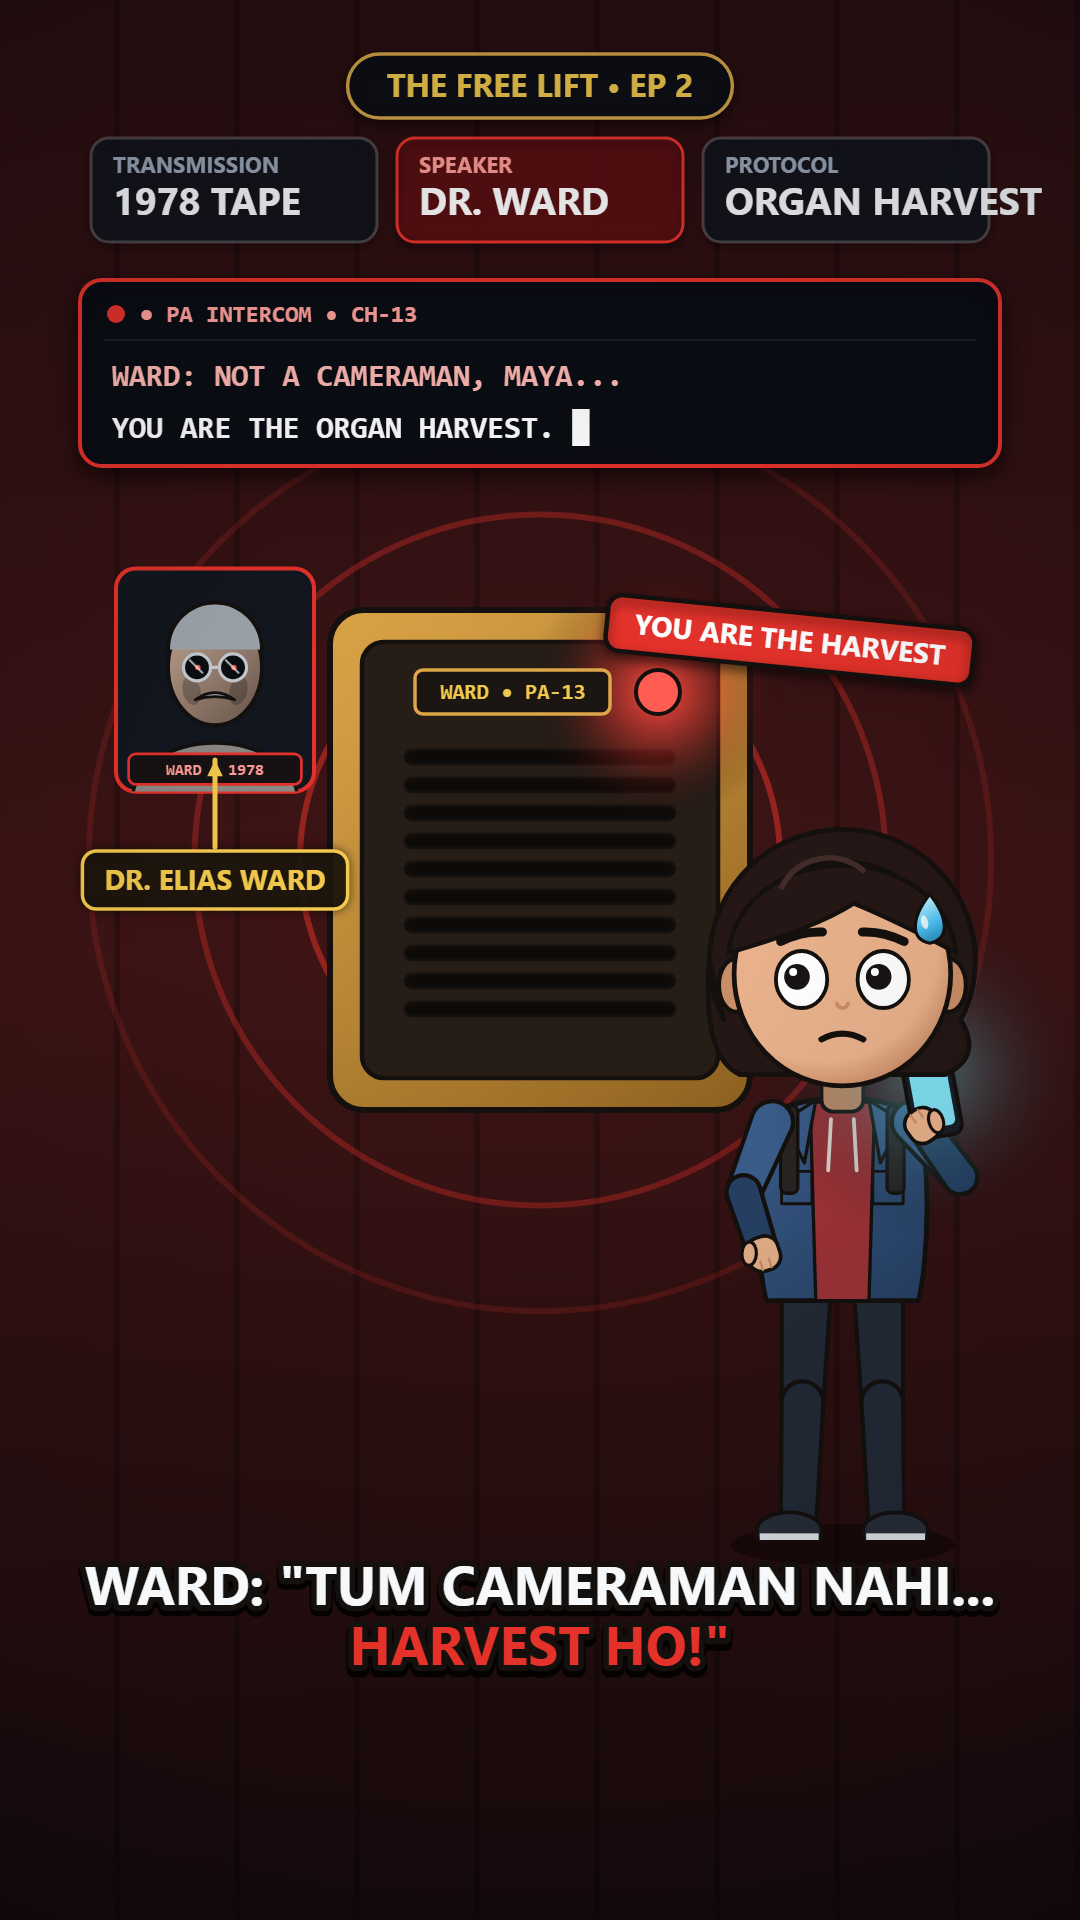 THE FREE LIFT • EP 2
TRANSMISSION
1978 TAPE
SPEAKER
DR. WARD
PROTOCOL
ORGAN HARVEST
• PA INTERCOM • CH-13
WARD: NOT A CAMERAMAN, MAYA...
YOU ARE THE ORGAN HARVEST.
YOU ARE THE HARVEST
WARD • PA-13
WARD 1978
DR. ELIAS WARD
WARD: "TUM CAMERAMAN NAHI...
HARVEST HO!"